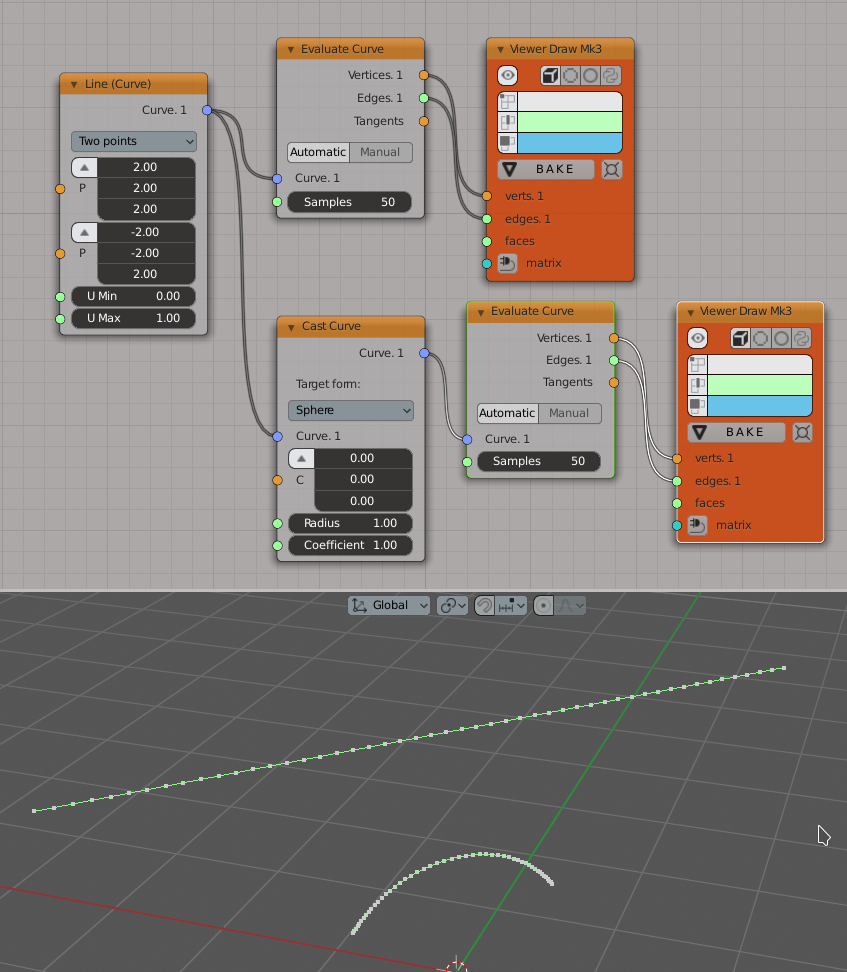 Line (Curve)
Curve. 1
Two points
2.00
P 2.00
2.00
-2.00
P -2.00
2.00
U Min 0.00
U Max 1.00
Evaluate Curve
Vertices. 1
Edges. 1
Tangents
Automatic Manual
Curve. 1
Samples 50
Viewer Draw Mk3
BAKE
verts. 1
edges. 1
faces
matrix
Cast Curve
Curve. 1
Target form:
Sphere
Curve. 1
0.00
C 0.00
0.00
Radius 1.00
Coefficient 1.00
Evaluate Curve
Vertices. 1
Edges. 1
Tangents
Automatic Manual
Curve. 1
Samples 50
Viewer Draw Mk3
BAKE
verts. 1
edges. 1
faces
matrix
Global